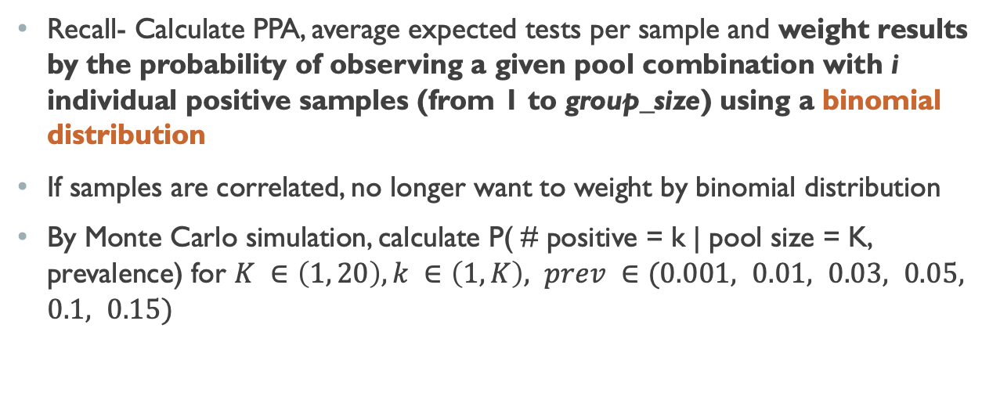 • Recall- Calculate PPA, average expected tests per sample and weight results
by the probability of observing a given pool combination with i
individual positive samples (from 1 to group_size) using a binomial
distribution
• If samples are correlated, no longer want to weight by binomial distribution
• By Monte Carlo simulation, calculate P( # positive = k | pool size = K,
prevalence) for K ∈ (1, 20), k ∈ (1, K), prev ∈ (0.001, 0.01, 0.03, 0.05,
0.1, 0.15)